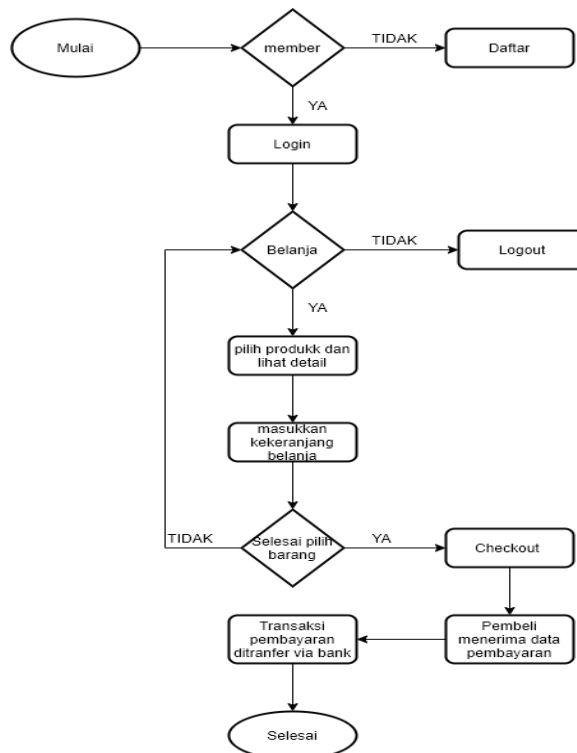 Mulai
member
TIDAK
Daftar
YA
Login
Belanja
TIDAK
Logout
YA
pilih produkk dan
lihat detail
masukkan
kekeranjang
belanja
TIDAK
Selesai pilih
barang
YA
Checkout
Transaksi
pembayaran
ditranfer via bank
Pembeli
menerima data
pembayaran
Selesai